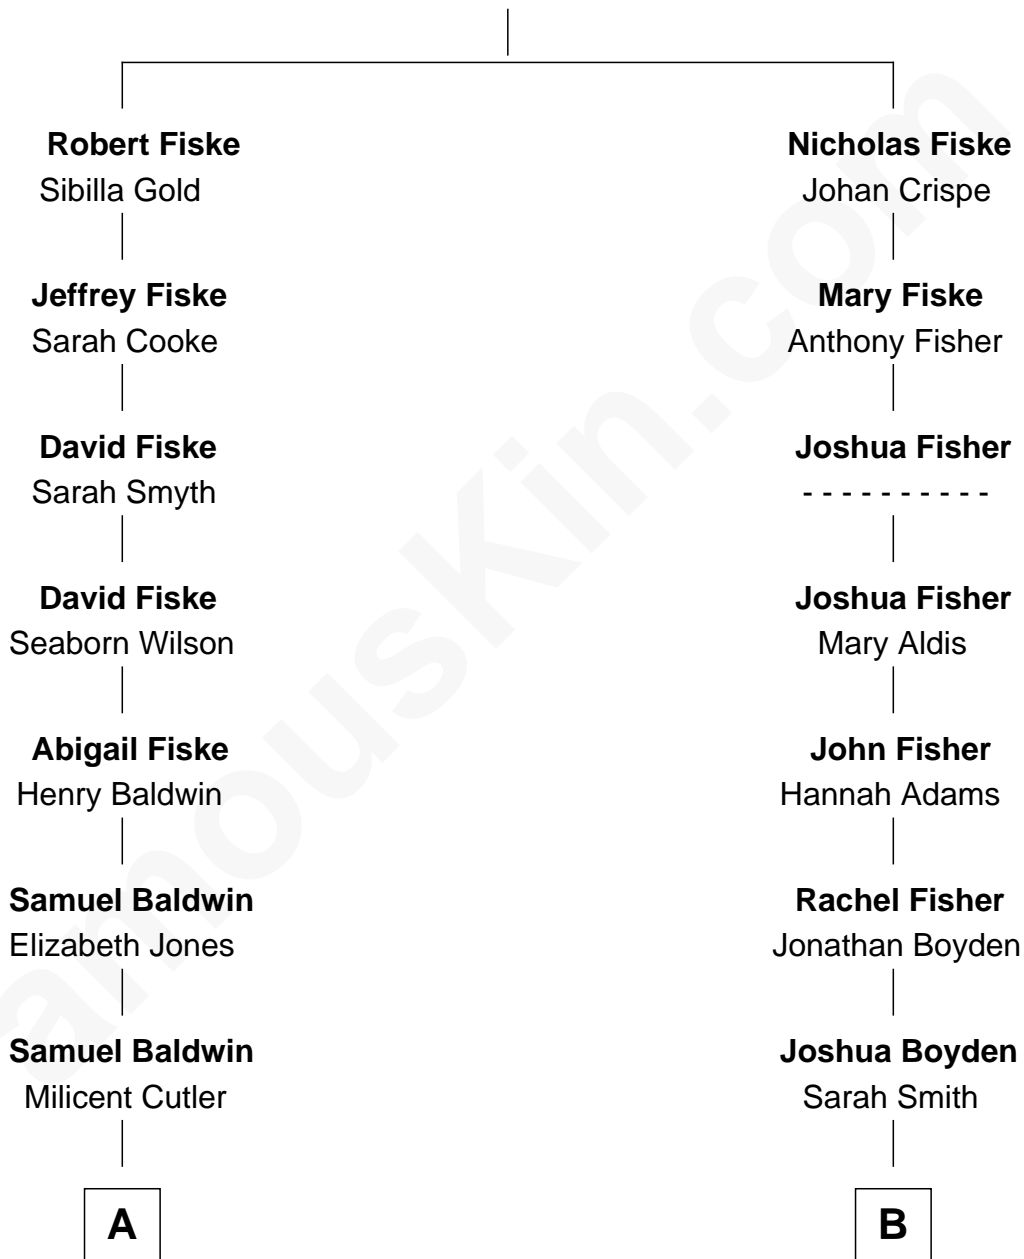 Robert Fiske
Sibilla Gold
Jeffrey Fiske
Sarah Cooke
David Fiske
Sarah Smyth
David Fiske
Seaborn Wilson
Abigail Fiske
Henry Baldwin
Samuel Baldwin
Elizabeth Jones
Samuel Baldwin
Milicent Cutler
A
Nicholas Fiske
Johan Crispe
Mary Fiske
Anthony Fisher
Joshua Fisher
- - - - - - - - - -
Joshua Fisher
Mary Aldis
John Fisher
Hannah Adams
Rachel Fisher
Jonathan Boyden
Joshua Boyden
Sarah Smith
B
amousKin.com